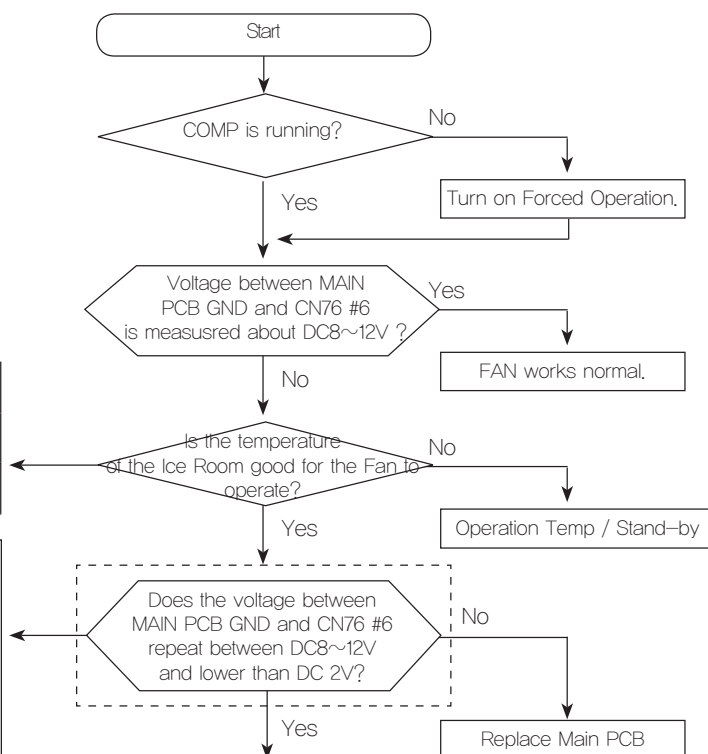 Start
COMP is running?
No
Yes
Turn on Forced Operation.
Voltage between MAIN
PCB GND and CN76 #6
is measusred about DC8~12V ?
Yes
No
FAN works normal.
Is the temperature
of the Ice Room good for the Fan to
operate?
No
Yes
Operation Temp / Stand-by
Does the voltage between
MAIN PCB GND and CN76 #6
repeat between DC8~12V
and lower than DC 2V?
No
Yes
Replace Main PCB